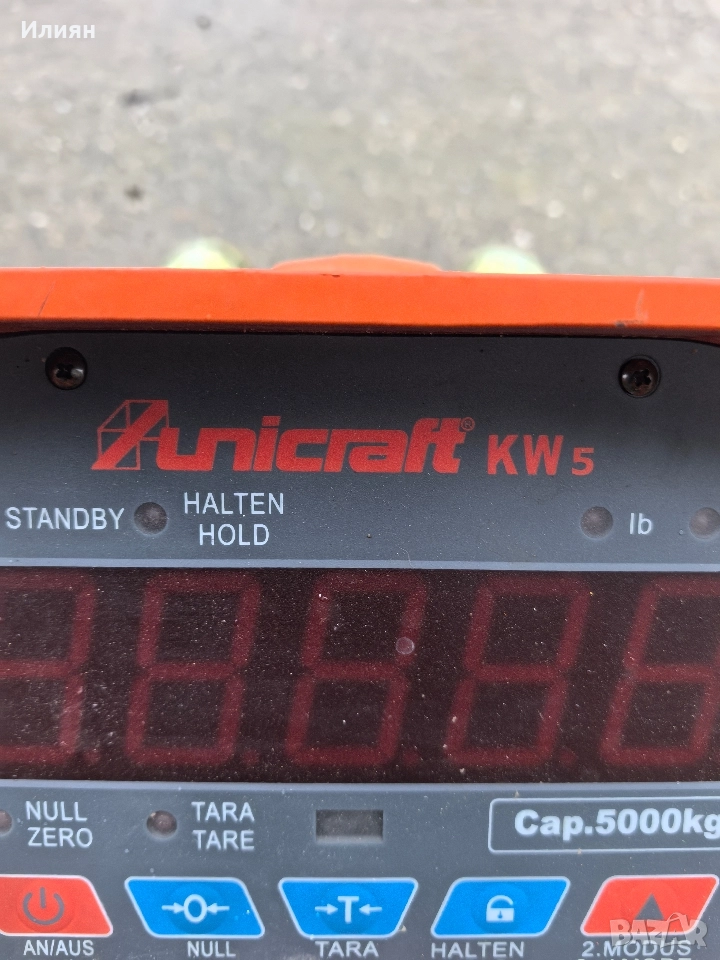 Илиян
unicraft® KW5
STANDBY
HALTEN
HOLD
lb
NULL
ZERO
TARA
TARE
Cap.5000kg
→O←
→T←
AN/AUS
NULL
TARA
HALTEN
2.MODUS
BAZAR